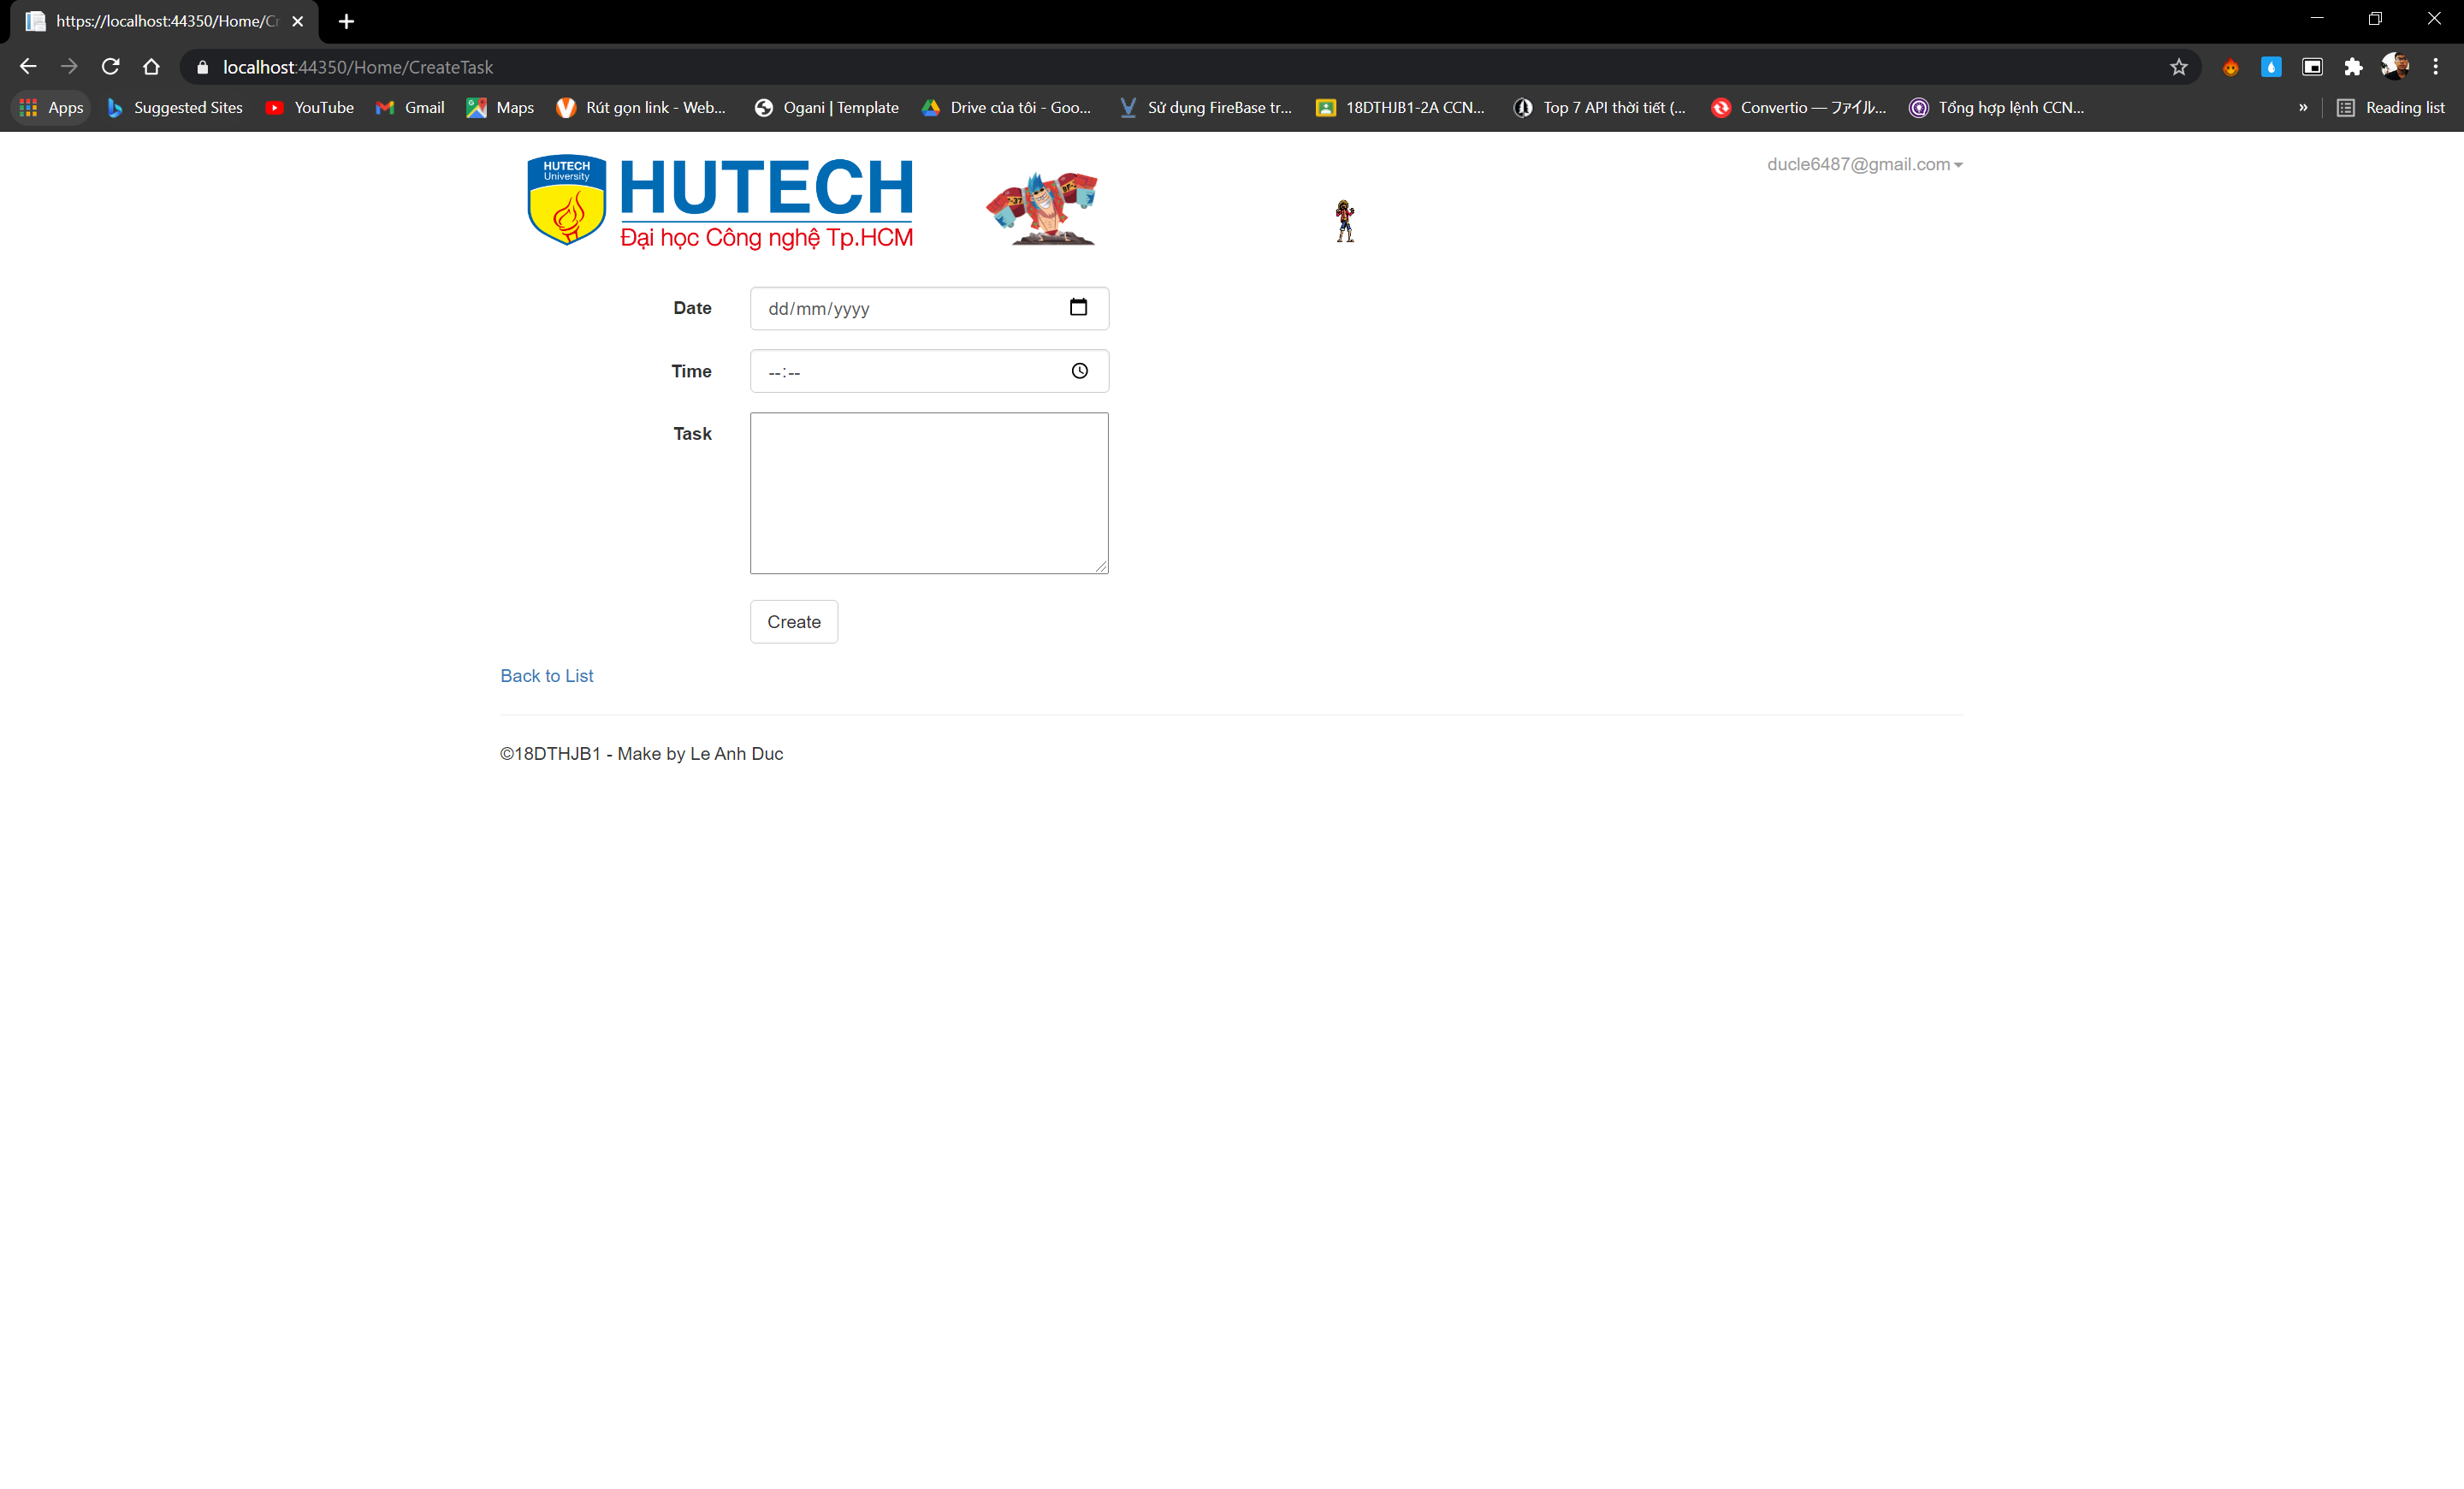 https://localhost:44350/Home/Cr
localhost:44350/Home/CreateTask
Apps Suggested Sites YouTube Gmail Maps Rút gọn link - Web... Ogani | Template Drive của tôi - Goo... Sử dụng FireBase tr... 18DTHJB1-2A CCN... Top 7 API thời tiết (... Convertio — ファイル... Tổng hợp lệnh CCN... » Reading list
HUTECH
University
HUTECH
Đại học Công nghệ Tp.HCM
ducle6487@gmail.com
Date dd/mm/yyyy
Time --:--
Task
Create
Back to List
©18DTHJB1 - Make by Le Anh Duc